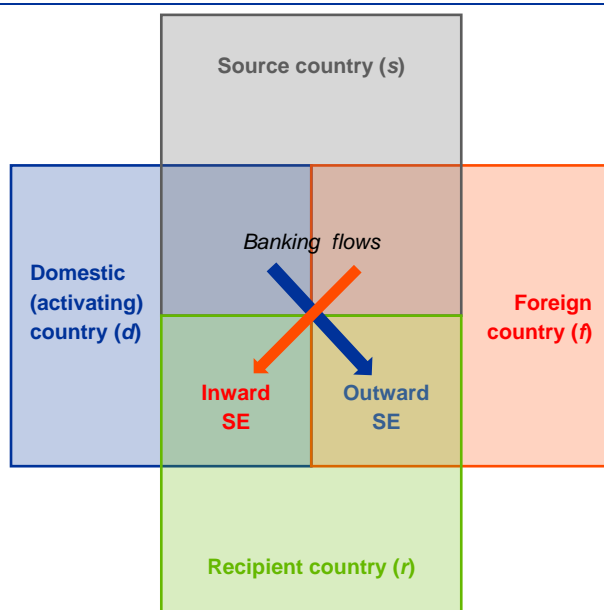 Source country (s)
Banking flows
Domestic
(activating)
country (d)
Foreign
country (f)
Inward
SE
Outward
SE
Recipient country (r)